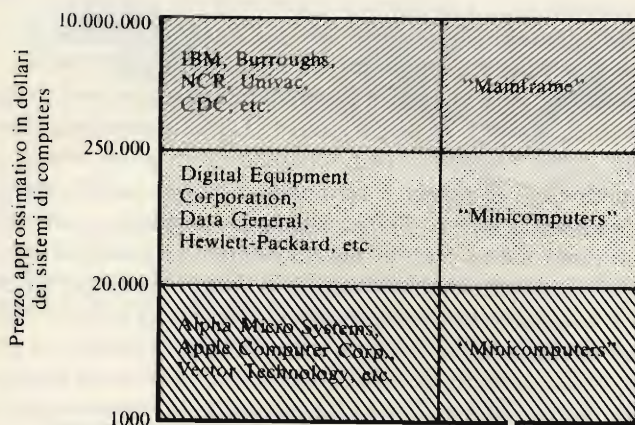 Prezzo approssimativo in dollari
dei sistemi di computers
10.000.000
250.000
20.000
1000
IBM, Burroughs,
NCR, Univac,
CDC, etc.
"Mainframe"
Digital Equipment
Corporation,
Data General,
Hewlett-Packard, etc.
"Minicomputers"
Alpha Micro Systems,
Apple Computer Corp.,
Vector Technology, etc.
"Minicomputers"